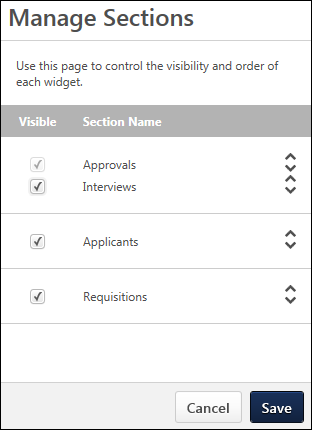 Manage Sections
Use this page to control the visibility and order of
each widget.
Visible Section Name
Approvals
Interviews
Applicants
Requisitions
Cancel Save